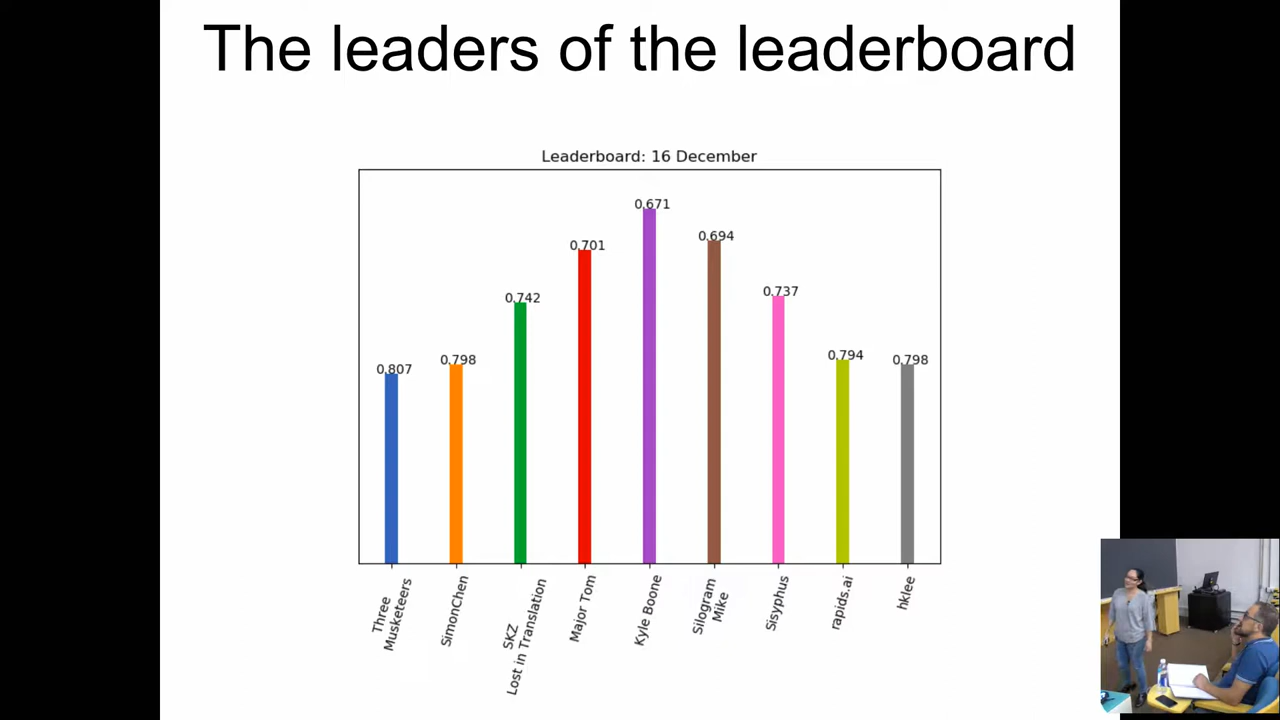 The leaders of the leaderboard
Leaderboard: 16 December
0.807
0.798
0.742
0.701
0.671
0.694
0.737
0.794
0.798
Three
Musketeers
SimonChen
SKZ
Lost in Translation
Major Tom
Kyle Boone
Silogram
Mike
Sisyphus
rapids.ai
hklee